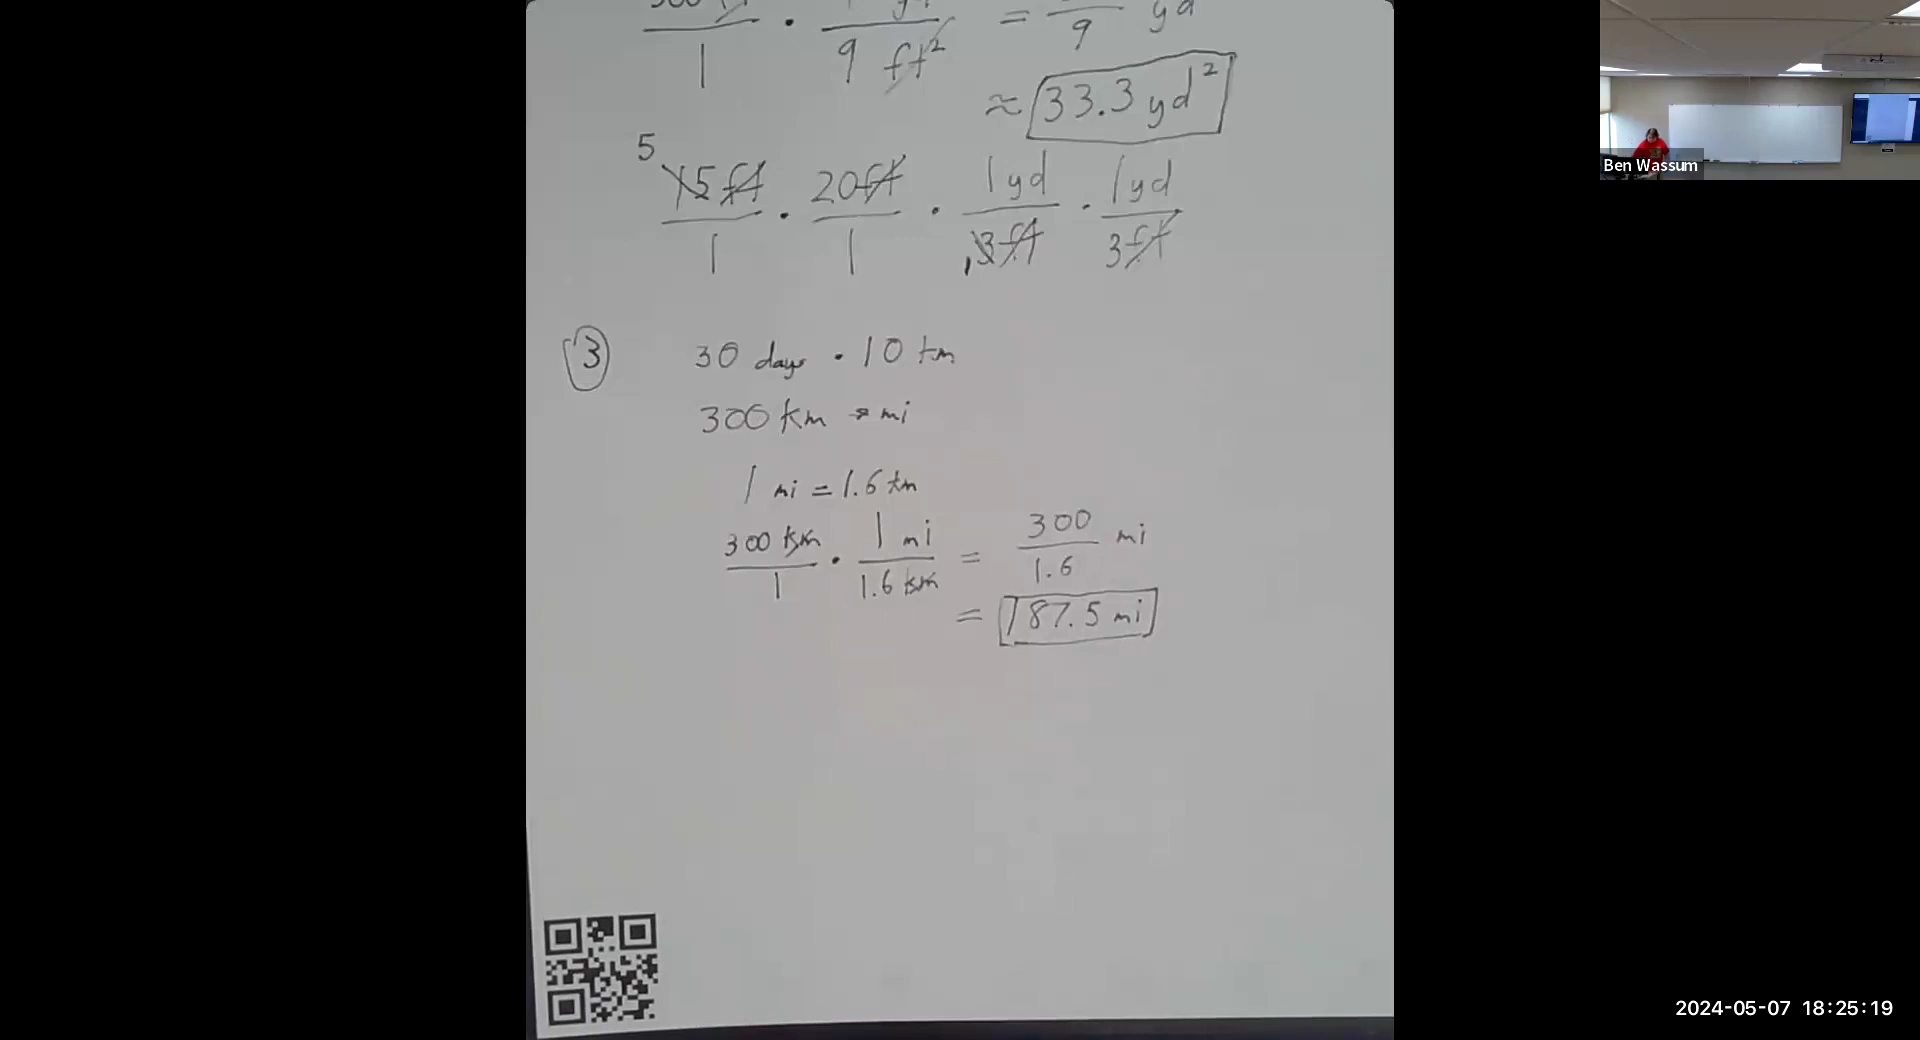 1
9 ft²
=
9
yd
≈ 33.3 yd²
5
15 ft · 20 ft · 1 yd · 1 yd
1 1 1 3 ft 3 ft
3
30 days · 10 km
300 km → mi
1 mi = 1.6 km
300 km · 1 mi = 300 mi
1 1.6 km 1.6
= 187.5 mi
Ben Wassum
2024-05-07 18:25:19